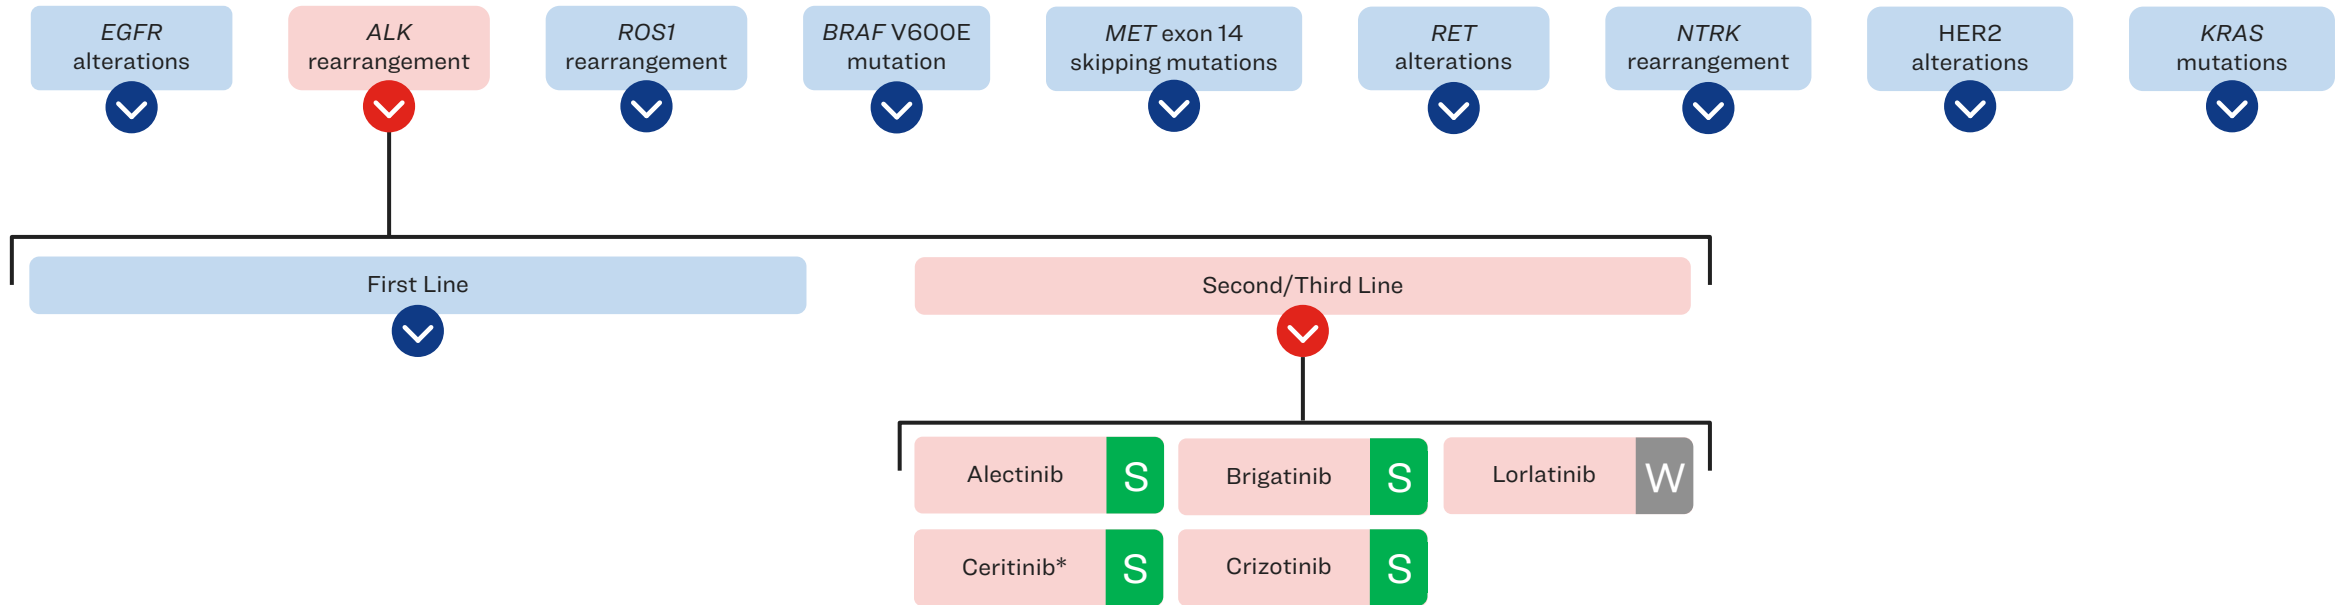 EGFR
alterations
ALK
rearrangement
ROS1
rearrangement
BRAF V600E
mutation
MET exon 14
skipping mutations
RET
alterations
NTRK
rearrangement
HER2
alterations
KRAS
mutations
First Line
Second/Third Line
Alectinib S
Brigatinib S
Lorlatinib W
Ceritinib* S
Crizotinib S